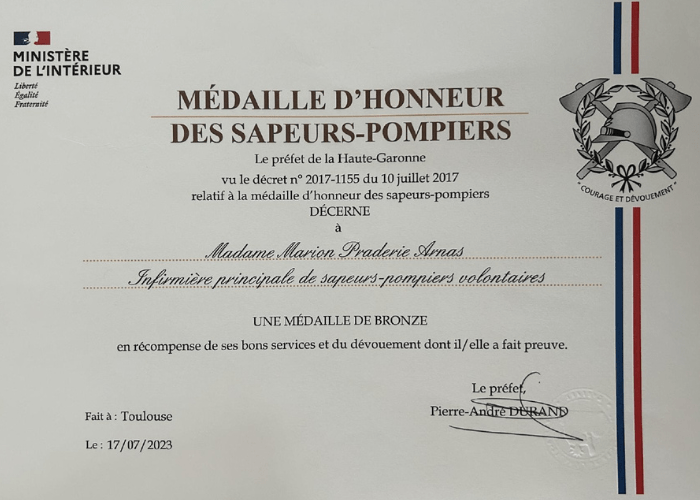 MINISTÈRE
DE L'INTÉRIEUR
Liberté
Égalité
Fraternité
MÉDAILLE D'HONNEUR
DES SAPEURS-POMPIERS
Le préfet de la Haute-Garonne
vu le décret n° 2017-1155 du 10 juillet 2017
relatif à la médaille d'honneur des sapeurs-pompiers
DÉCERNE
à
Madame Marion Praderie Arnas
Infirmière principale de sapeurs-pompiers volontaires
UNE MÉDAILLE DE BRONZE
en récompense de ses bons services et du dévouement dont il/elle a fait preuve.
Le préfet,
Pierre-André DURAND
Fait à : Toulouse
Le : 17/07/2023
" COURAGE ET DÉVOUEMENT "